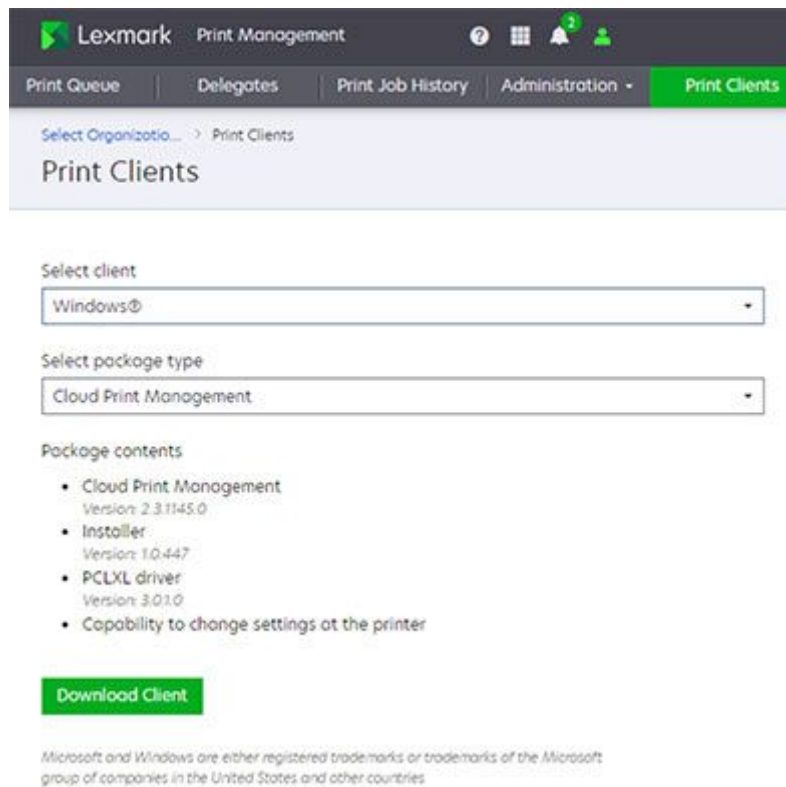 Lexmark Print Management 2
Print Queue Delegates Print Job History Administration Print Clients
Select Organizatio... > Print Clients
Print Clients
Select client
Windows®
Select package type
Cloud Print Management
Package contents
• Cloud Print Management
Version: 2.3.1145.0
• Installer
Version: 1.0.447
• PCLXL driver
Version: 3.0.1.0
• Capability to change settings at the printer
Download Client
Microsoft and Windows are either registered trademarks or trademarks of the Microsoft
group of companies in the United States and other countries